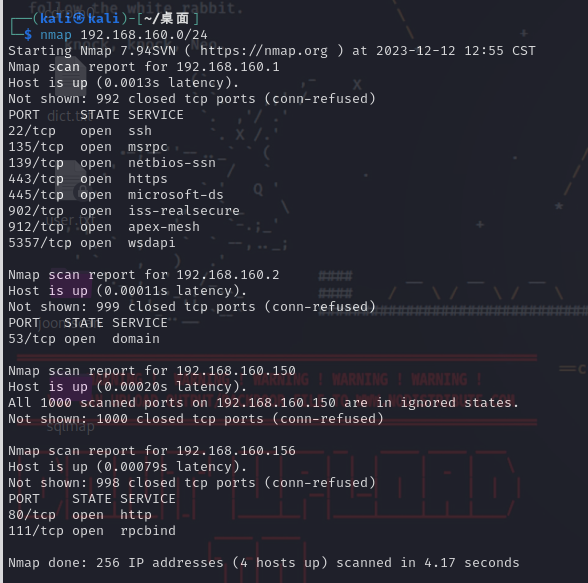 follow the white rabbit.
┌──(kali㉿kali)-[~/桌面]
└─$ nmap 192.168.160.0/24
Starting Nmap 7.94SVN ( https://nmap.org ) at 2023-12-12 12:55 CST
Nmap scan report for 192.168.160.1
Host is up (0.0013s latency).
Not shown: 992 closed tcp ports (conn-refused)
PORT     STATE SERVICE
22/tcp   open  ssh
135/tcp  open  msrpc
139/tcp  open  netbios-ssn
443/tcp  open  https
445/tcp  open  microsoft-ds
902/tcp  open  iss-realsecure
912/tcp  open  apex-mesh
5357/tcp open  wsdapi
Nmap scan report for 192.168.160.2
Host is up (0.00011s latency).
Not shown: 999 closed tcp ports (conn-refused)
PORT   STATE SERVICE
53/tcp open  domain
Nmap scan report for 192.168.160.150
Host is up (0.00020s latency).
WARNING ! WARNING ! WARNING !
All 1000 scanned ports on 192.168.160.150 are in ignored states.
Not shown: 1000 closed tcp ports (conn-refused)
sqlmap
Nmap scan report for 192.168.160.156
Host is up (0.00079s latency).
Not shown: 998 closed tcp ports (conn-refused)
PORT    STATE SERVICE
80/tcp  open  http
111/tcp open  rpcbind
Nmap done: 256 IP addresses (4 hosts up) scanned in 4.17 seconds